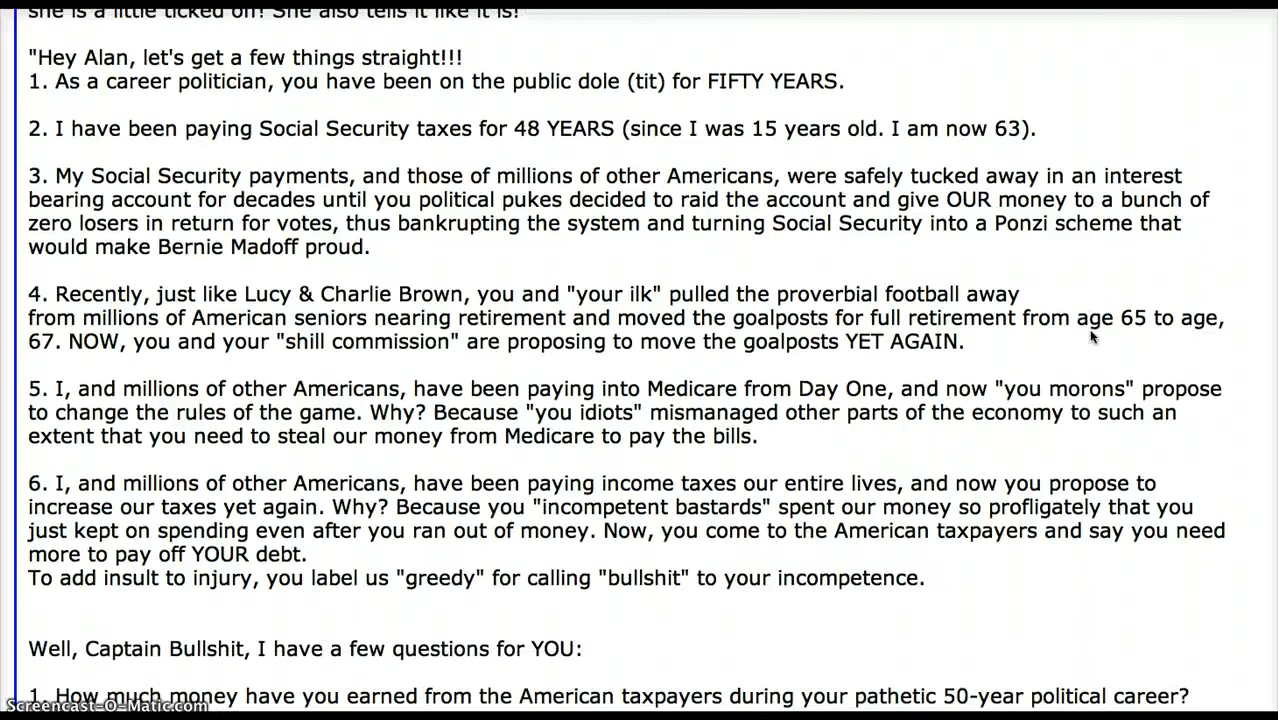 she is a little ticked off! She also tells it like it is!
"Hey Alan, let's get a few things straight!!!
1. As a career politician, you have been on the public dole (tit) for FIFTY YEARS.
2. I have been paying Social Security taxes for 48 YEARS (since I was 15 years old. I am now 63).
3. My Social Security payments, and those of millions of other Americans, were safely tucked away in an interest
bearing account for decades until you political pukes decided to raid the account and give OUR money to a bunch of
zero losers in return for votes, thus bankrupting the system and turning Social Security into a Ponzi scheme that
would make Bernie Madoff proud.
4. Recently, just like Lucy & Charlie Brown, you and "your ilk" pulled the proverbial football away
from millions of American seniors nearing retirement and moved the goalposts for full retirement from age 65 to age,
67. NOW, you and your "shill commission" are proposing to move the goalposts YET AGAIN.
5. I, and millions of other Americans, have been paying into Medicare from Day One, and now "you morons" propose
to change the rules of the game. Why? Because "you idiots" mismanaged other parts of the economy to such an
extent that you need to steal our money from Medicare to pay the bills.
6. I, and millions of other Americans, have been paying income taxes our entire lives, and now you propose to
increase our taxes yet again. Why? Because you "incompetent bastards" spent our money so profligately that you
just kept on spending even after you ran out of money. Now, you come to the American taxpayers and say you need
more to pay off YOUR debt.
To add insult to injury, you label us "greedy" for calling "bullshit" to your incompetence.
Well, Captain Bullshit, I have a few questions for YOU:
1. How much money have you earned from the American taxpayers during your pathetic 50-year political career?
Screencast-O-Matic.com